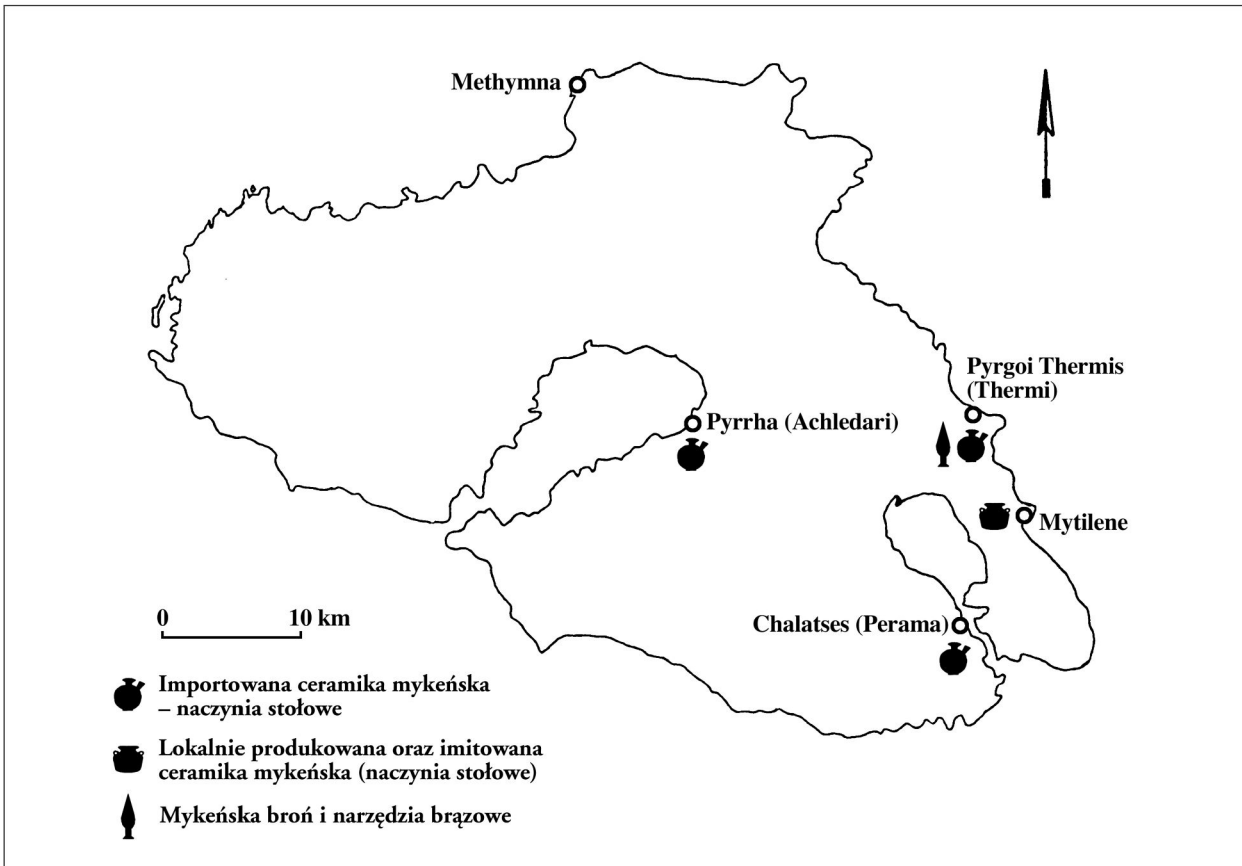 Methymna
Pyrgoi Thermis
(Thermi)
Pyrrha (Achledari)
Mytilene
Chalatses (Perama)
0 10 km
Importowana ceramika mykeńska
– naczynia stołowe
Lokalnie produkowana oraz imitowana
ceramika mykeńska (naczynia stołowe)
Mykeńska broń i narzędzia brązowe